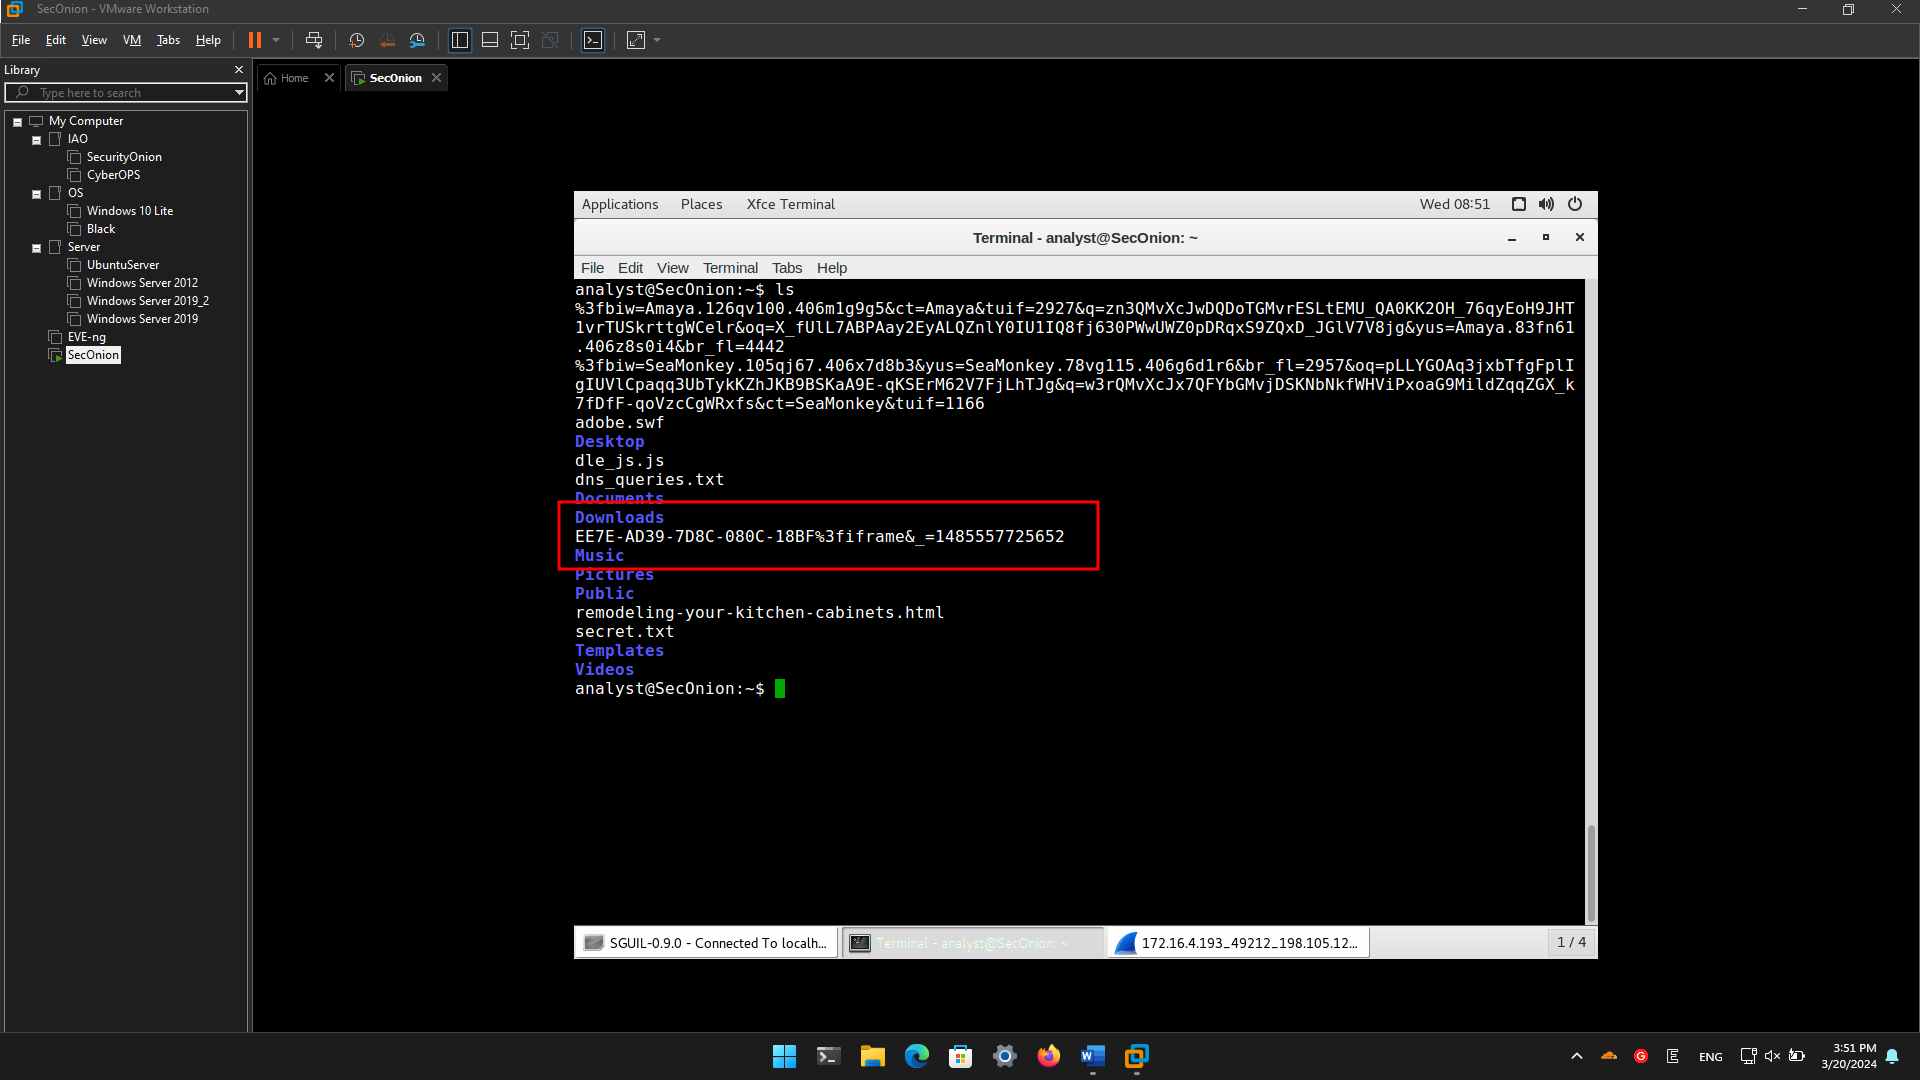 SecOnion - VMware Workstation
File Edit View VM Tabs Help
Library
Home
SecOnion
Type here to search
My Computer
IAO
SecurityOnion
CyberOPS
OS
Windows 10 Lite
Black
Server
UbuntuServer
Windows Server 2012
Windows Server 2019_2
Windows Server 2019
EVE-ng
SecOnion
Applications Places Xfce Terminal Wed 08:51
Terminal - analyst@SecOnion: ~
File Edit View Terminal Tabs Help
analyst@SecOnion:~$ ls
%3fbiw=Amaya.126qv100.406m1g9g5&ct=Amaya&tuif=2927&q=zn3QMvXcJwDQDoTGMvrESLtEMU_QA0KK2OH_76qyEoH9JHT
1vrTUSkrttgWCelr&oq=X_fUlL7ABPAay2EyALQZnlY0IU1IQ8fj630PWwUWZ0pDRqxS9ZQxD_JGlV7V8jg&yus=Amaya.83fn61
.406z8s0i4&br_fl=4442
%3fbiw=SeaMonkey.105qj67.406x7d8b3&yus=SeaMonkey.78vg115.406g6d1r6&br_fl=2957&oq=pLLYGOAq3jxbTfgFplI
gIUVlCpaqq3UbTykKZhJKB9BSKaA9E-qKSErM62V7FjLhTJg&q=w3rQMvXcJx7QFYbGMvjDSKNbNkfWHViPxoaG9MildZqqZGX_k
7fDfF-qoVzcCgWRxfs&ct=SeaMonkey&tuif=1166
adobe.swf
Desktop
dle_js.js
dns_queries.txt
Documents
Downloads
EE7E-AD39-7D8C-080C-18BF%3fiframe&_=1485557725652
Music
Pictures
Public
remodeling-your-kitchen-cabinets.html
secret.txt
Templates
Videos
analyst@SecOnion:~$
SGUIL-0.9.0 - Connected To localh...
Terminal - analyst@SecOnion: ~
172.16.4.193_49212_198.105.12...
1 / 4
ENG
3:51 PM
3/20/2024